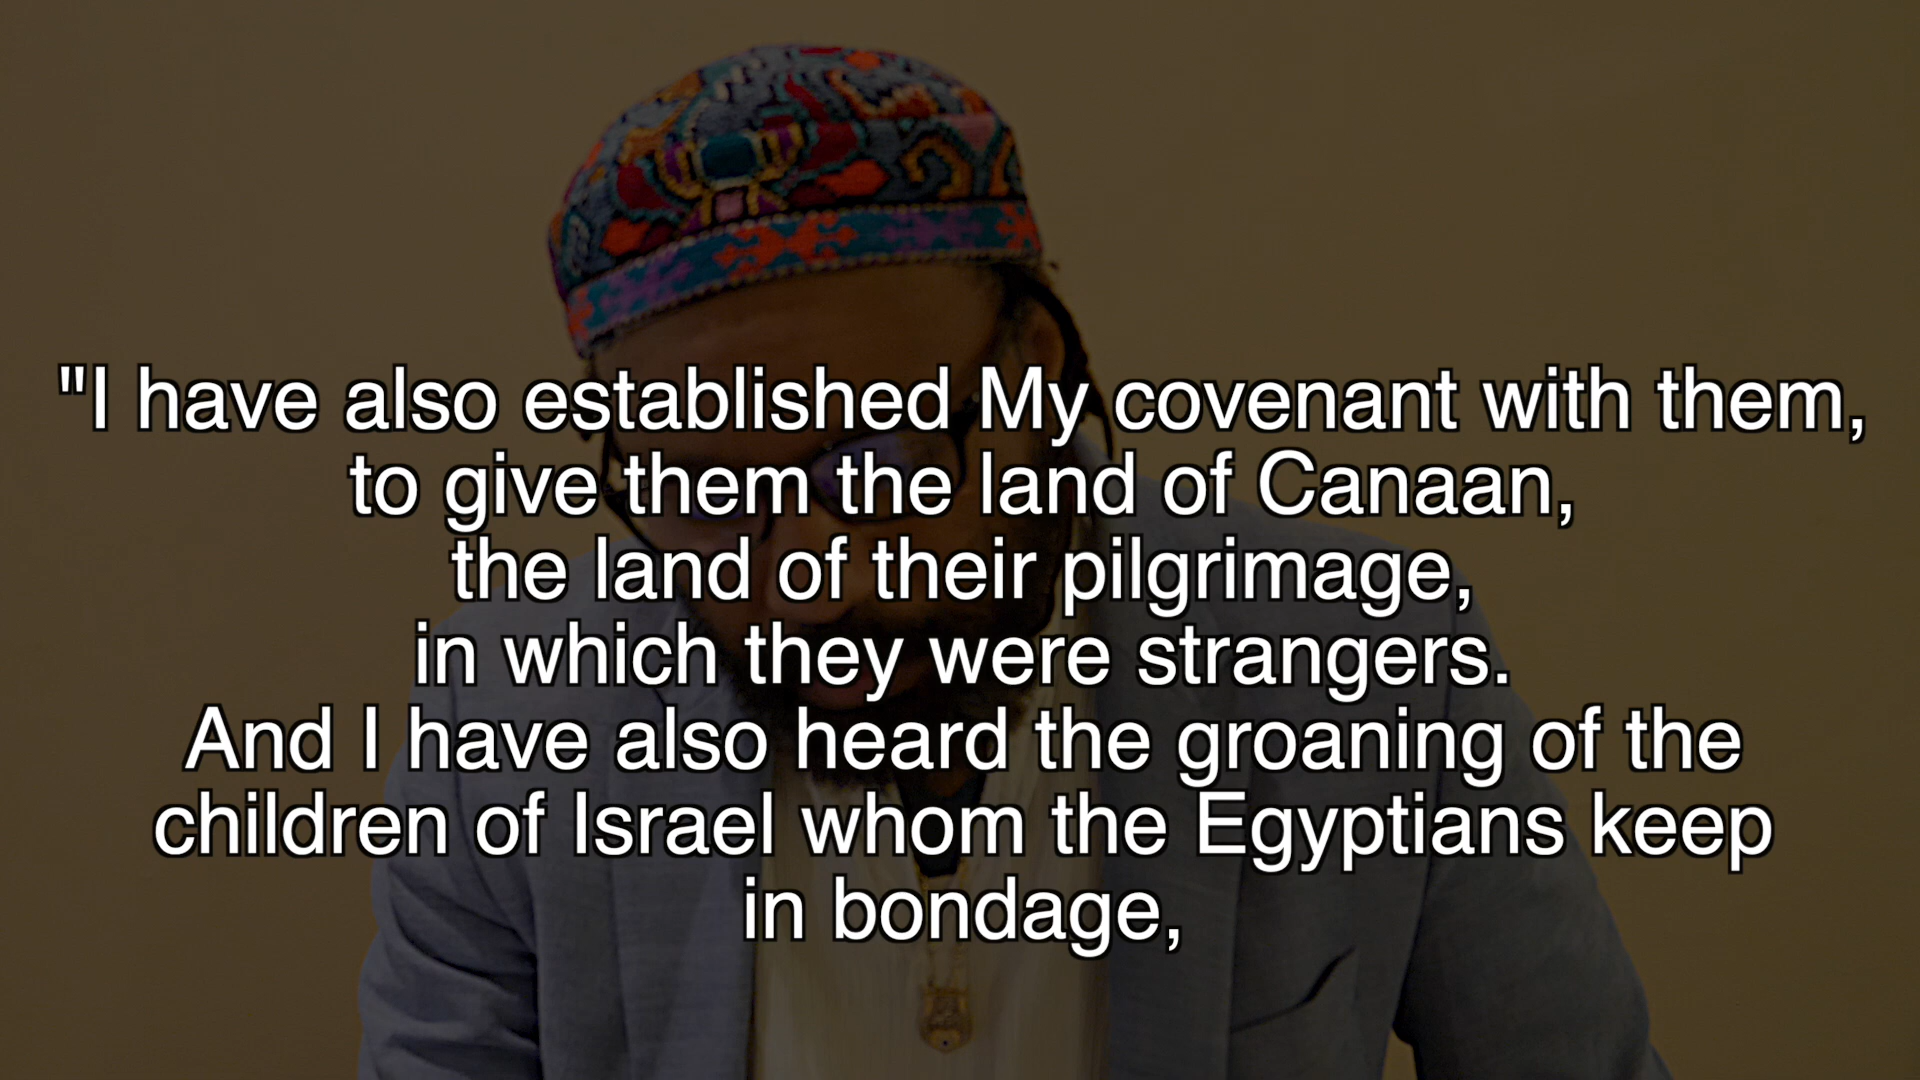 "I have also established My covenant with them,
to give them the land of Canaan,
the land of their pilgrimage,
in which they were strangers.
And I have also heard the groaning of the
children of Israel whom the Egyptians keep
in bondage,